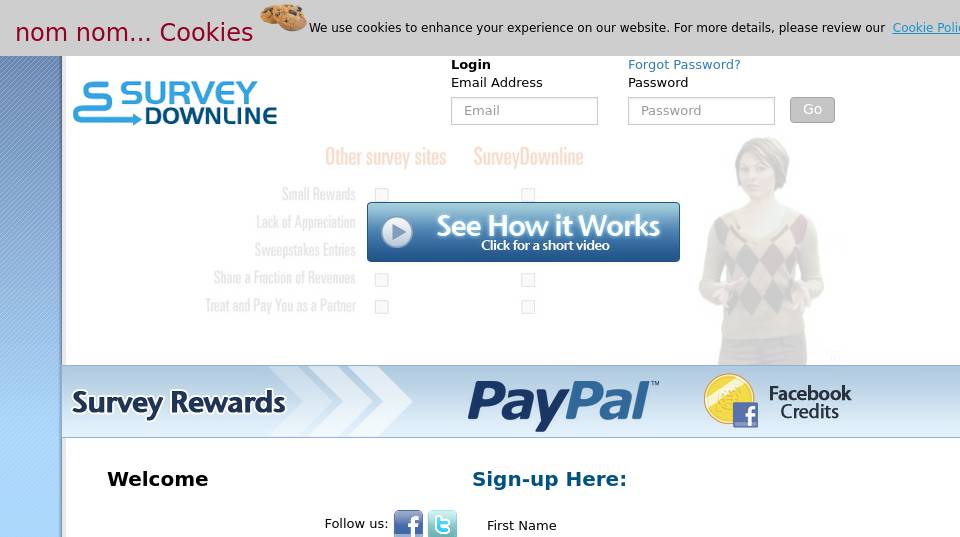 nom nom... Cookies
We use cookies to enhance your experience on our website. For more details, please review our Cookie Poli
Login
Forgot Password?
Email Address
Password
Email
Password
Go
SURVEY
DOWNLINE
Other survey sites
SurveyDownline
Small Rewards
Lack of Appreciation
Sweepstakes Entries
Share a Fraction of Revenues
Treat and Pay You as a Partner
See How it Works
Click for a short video
Survey Rewards
PayPal™
Facebook
Credits
Welcome
Sign-up Here:
Follow us:
First Name